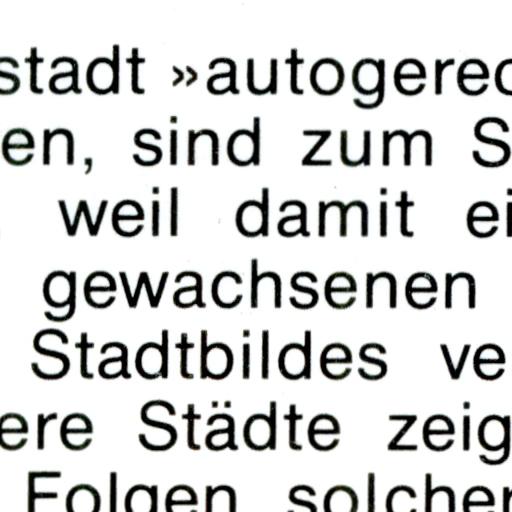 stadt »autogerec
en, sind zum S
weil damit ei
gewachsenen
Stadtbildes ve
ere Städte zeig
Folgen solcher